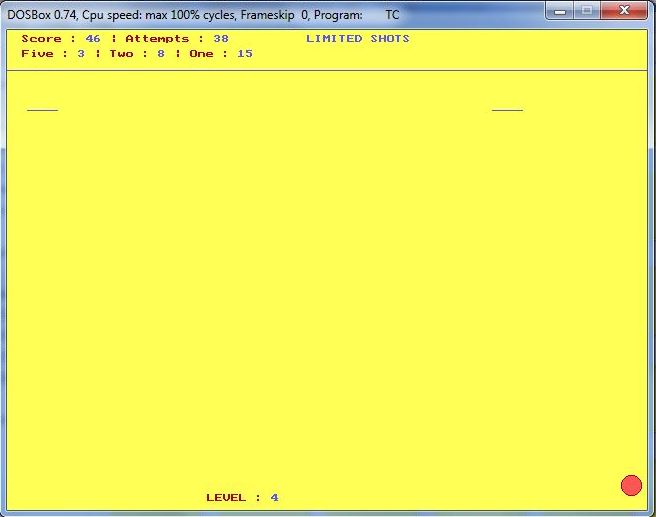 DOSBox 0.74, Cpu speed: max 100% cycles, Frameskip 0, Program: TC
Score : 46 ¦ Attempts : 38 LIMITED SHOTS
Five : 3 ¦ Two : 8 ¦ One : 15
LEVEL : 4